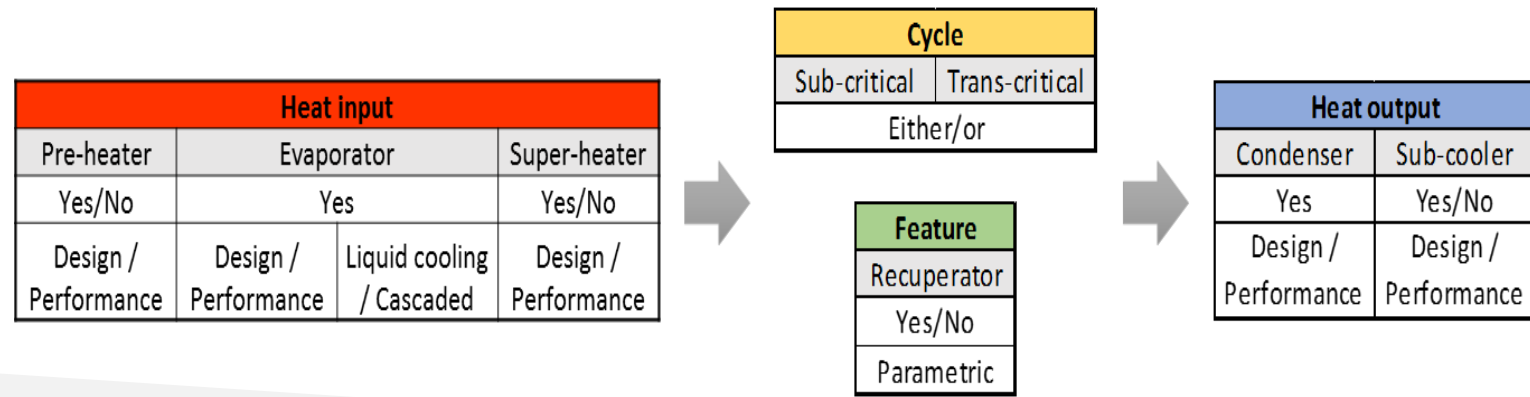 Heat input
Pre-heater Evaporator Super-heater
Yes/No Yes Yes/No
Design / Performance
Design / Performance
Liquid cooling / Cascaded
Design / Performance
Cycle
Sub-critical Trans-critical
Either/or
Feature
Recuperator
Yes/No
Parametric
Heat output
Condenser Sub-cooler
Yes Yes/No
Design / Performance
Design / Performance